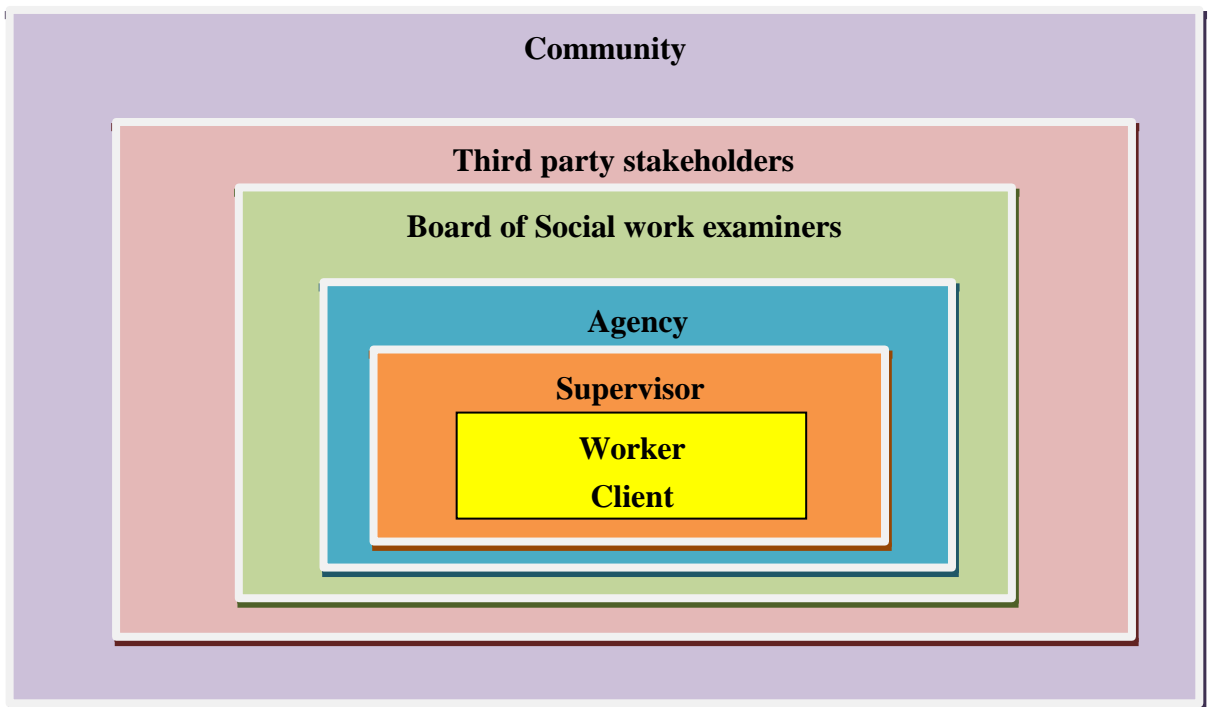 Community
Third party stakeholders
Board of Social work examiners
Agency
Supervisor
Worker
Client